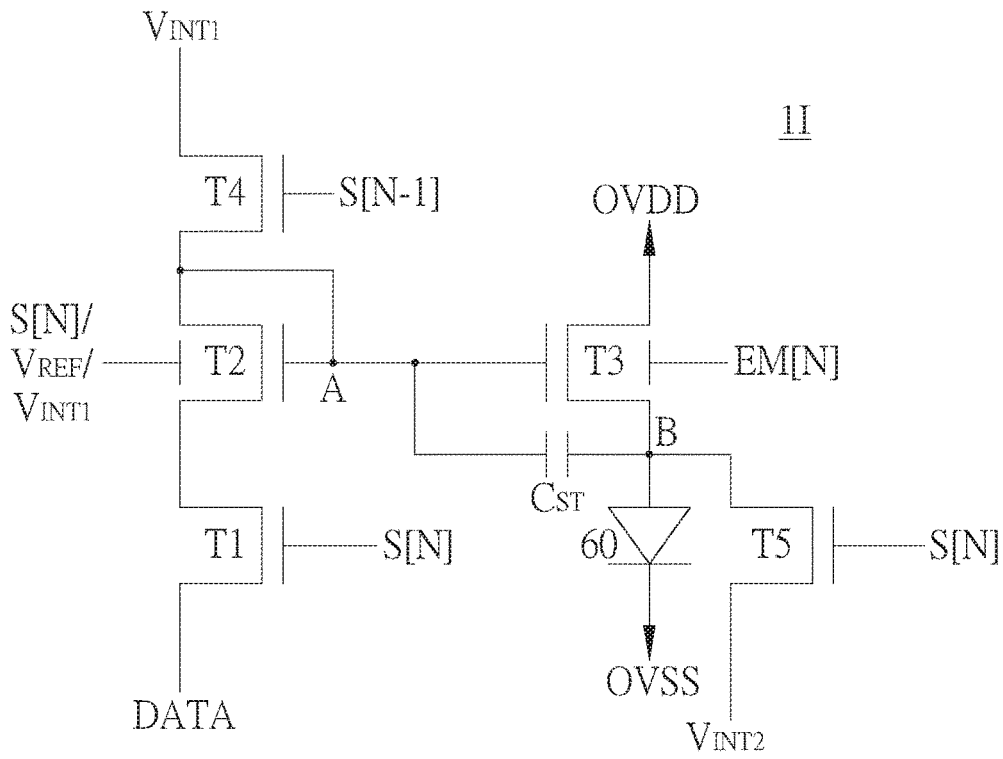 VINT1
1I
T4
S[N-1]
OVDD
S[N]/
VREF/
VINT1
T2
A
T3
EM[N]
B
CST
T1
S[N]
60
T5
S[N]
OVSS
DATA
VINT2